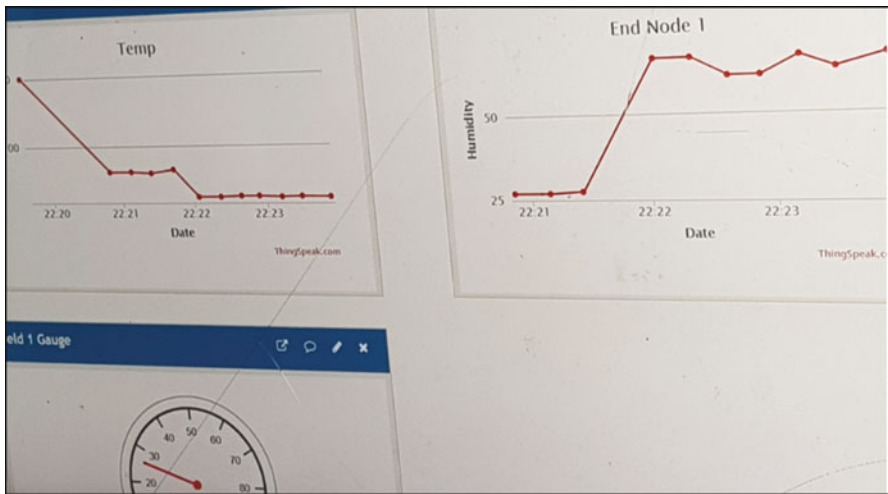 Temp
00
22:20 22:21 22:22 22:23
Date
ThingSpeak.com
End Node 1
Humidity
50
25
22:21 22:22 22:23
Date
ThingSpeak.c
eld 1 Gauge
20
30
40
50
60
70
80